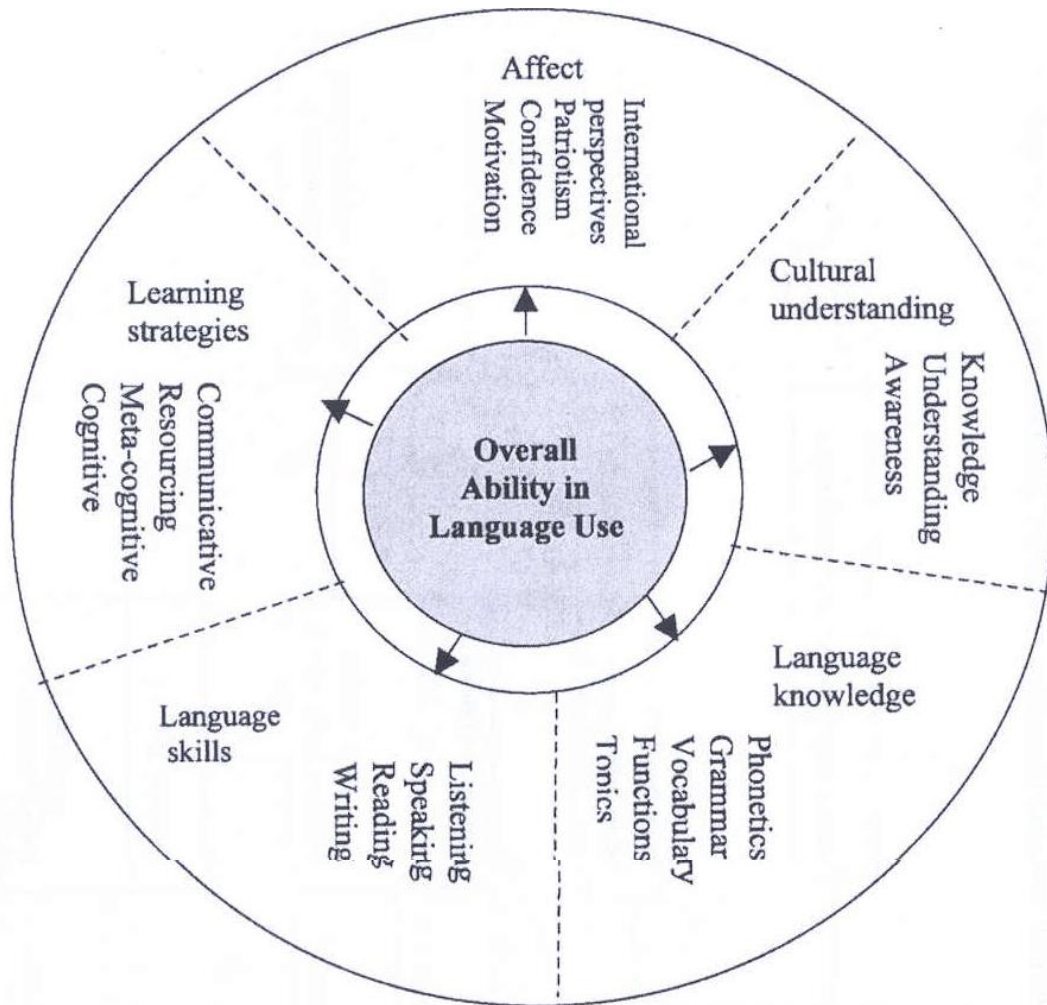 Affect
International
perspectives
Patriotism
Confidence
Motivation
Cultural
understanding
Knowledge
Understanding
Awareness
Learning
strategies
Communicative
Resourcing
Meta-cognitive
Cognitive
Overall
Ability in
Language Use
Language
knowledge
Phonetics
Grammar
Vocabulary
Functions
Tonics
Language
skills
Listening
Speaking
Reading
Writing